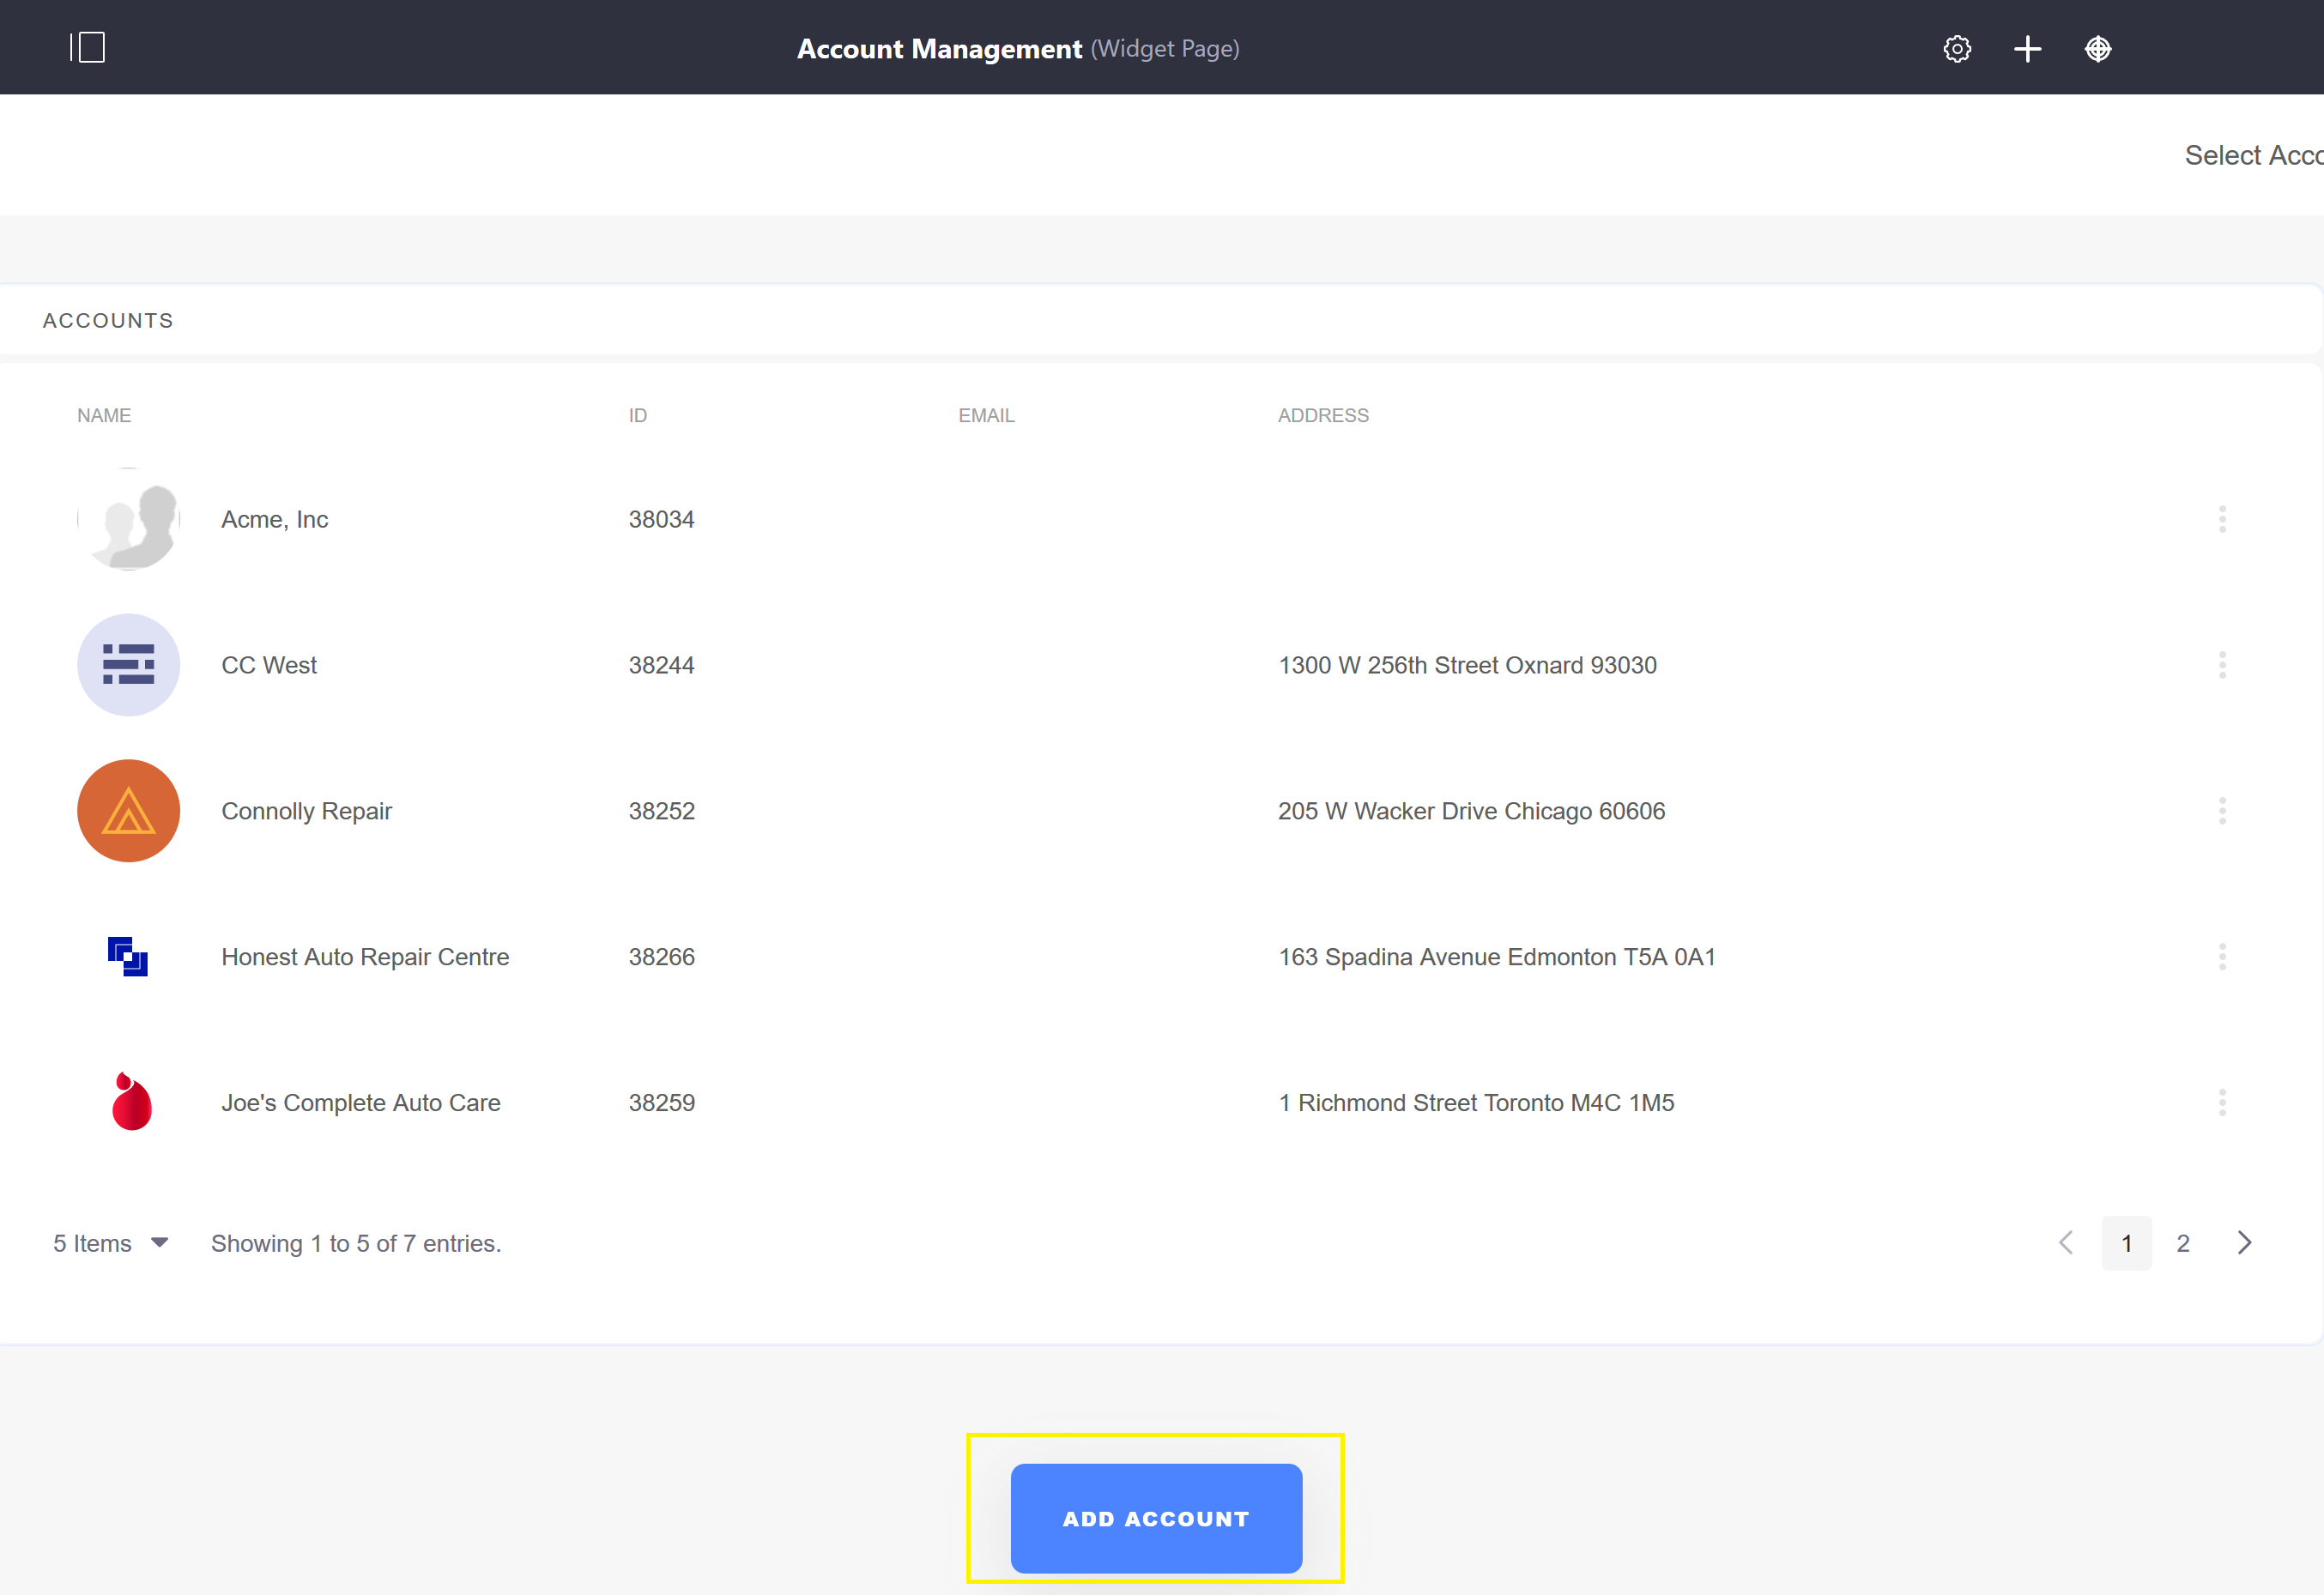 Account Management (Widget Page)
Select Acco
ACCOUNTS
NAME ID EMAIL ADDRESS
Acme, Inc 38034
CC West 38244 1300 W 256th Street Oxnard 93030
Connolly Repair 38252 205 W Wacker Drive Chicago 60606
Honest Auto Repair Centre 38266 163 Spadina Avenue Edmonton T5A 0A1
Joe's Complete Auto Care 38259 1 Richmond Street Toronto M4C 1M5
5 Items Showing 1 to 5 of 7 entries. 1 2
ADD ACCOUNT